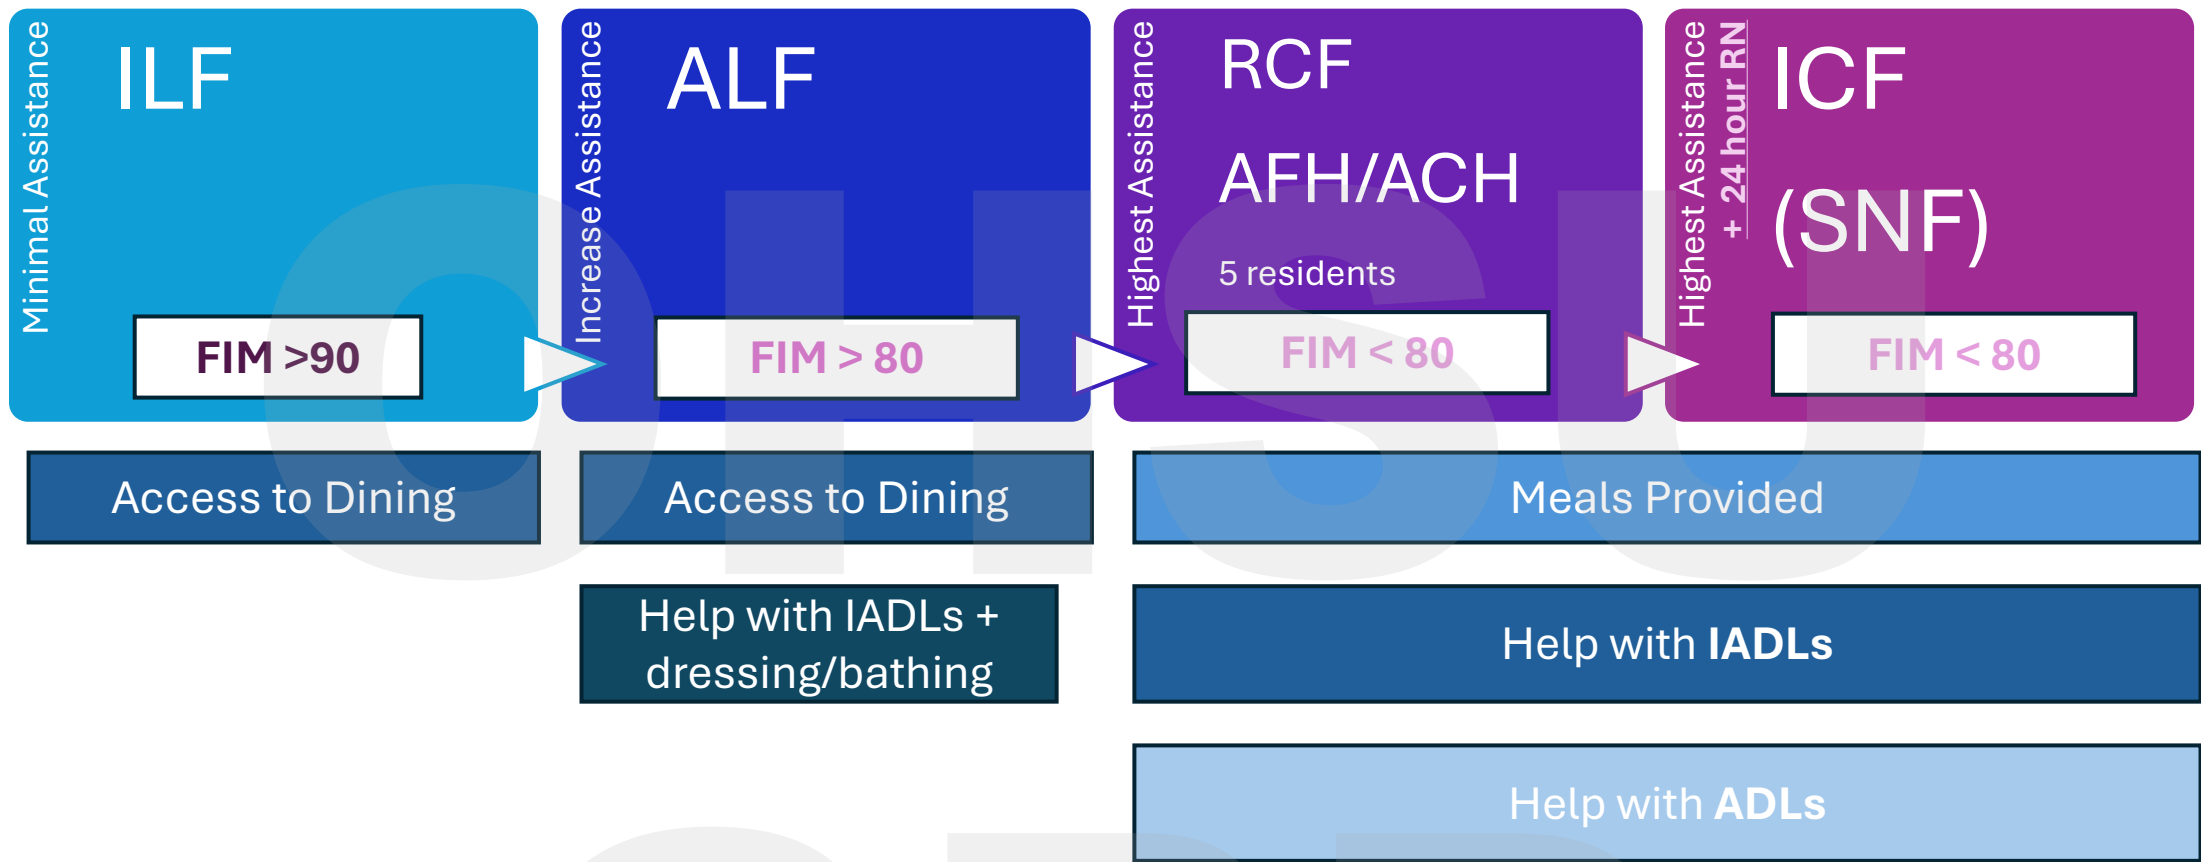 Minimal Assistance
ILF
FIM >90
Increase Assistance
ALF
FIM > 80
Highest Assistance
RCF
AFH/ACH
5 residents
FIM < 80
Highest Assistance
+ 24 hour RN
ICF
(SNF)
FIM < 80
Access to Dining
Access to Dining
Meals Provided
Help with IADLs +
dressing/bathing
Help with IADLs
Help with ADLs
OHSU